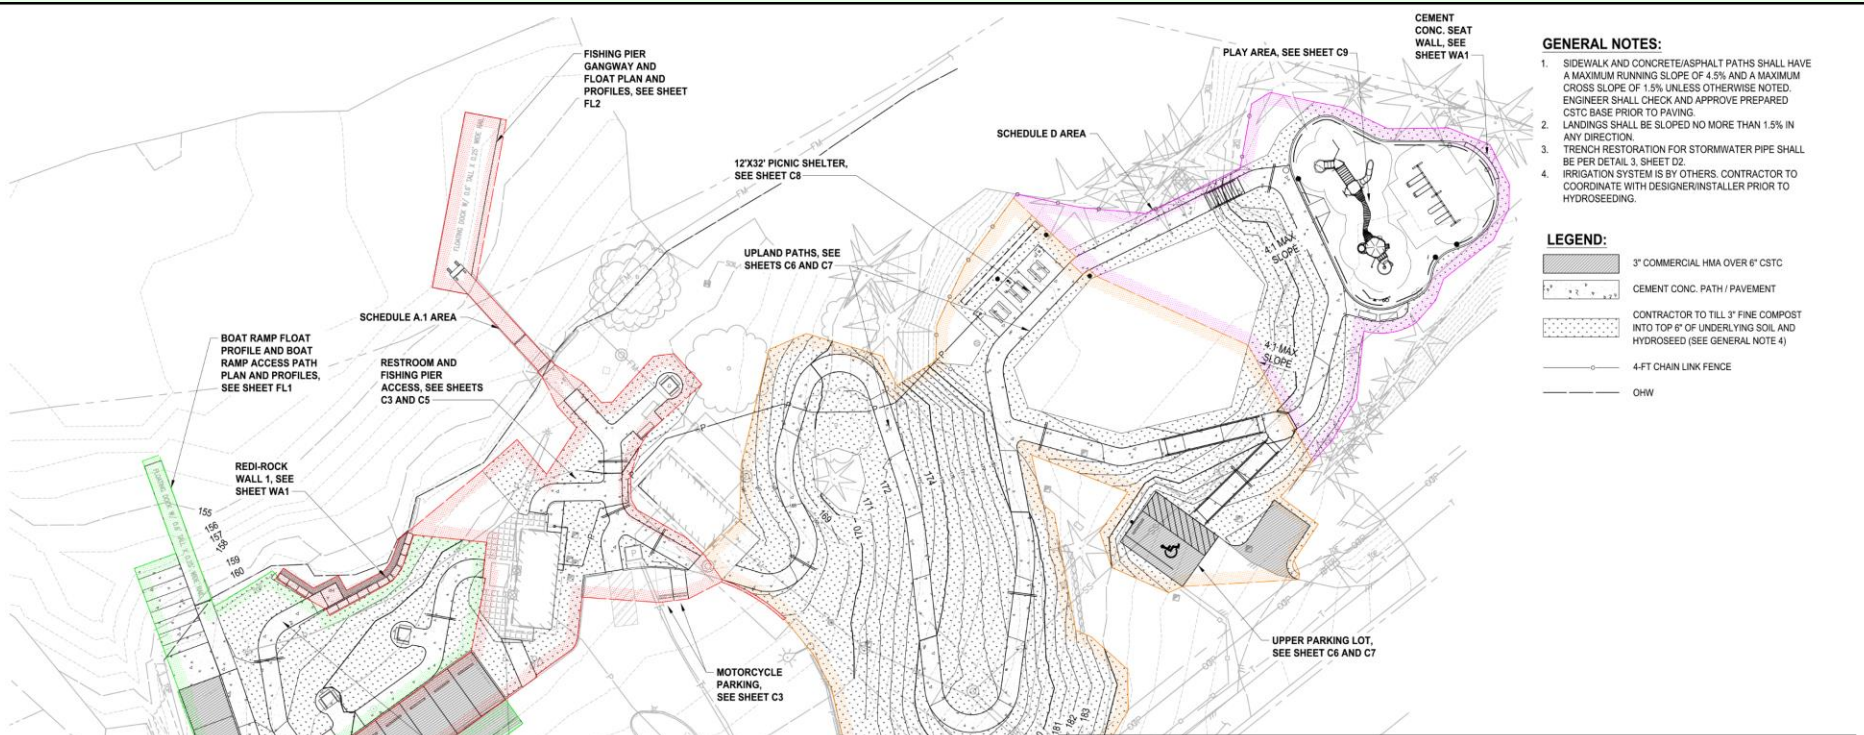 FISHING PIER
GANGWAY AND
FLOAT PLAN AND
PROFILES, SEE SHEET
FL2
PLAY AREA, SEE SHEET C9
CEMENT
CONC. SEAT
WALL, SEE
SHEET WA1
SCHEDULE D AREA
12'X32' PICNIC SHELTER,
SEE SHEET C8
UPLAND PATHS, SEE
SHEETS C6 AND C7
SCHEDULE A.1 AREA
BOAT RAMP FLOAT
PROFILE AND BOAT
RAMP ACCESS PATH
PLAN AND PROFILES,
SEE SHEET FL1
RESTROOM AND
FISHING PIER
ACCESS, SEE SHEETS
C3 AND C5
REDI-ROCK
WALL 1, SEE
SHEET WA1
4:1 MAX
SLOPE
4:1 MAX
SLOPE
155
156
157
158
159
160
169
170
171
172
174
181
182
183
P
P
P
P
FM
FM
MOTORCYCLE
PARKING,
SEE SHEET C3
UPPER PARKING LOT,
SEE SHEET C6 AND C7
GENERAL NOTES:
1. SIDEWALK AND CONCRETE/ASPHALT PATHS SHALL HAVE
A MAXIMUM RUNNING SLOPE OF 4.5% AND A MAXIMUM
CROSS SLOPE OF 1.5% UNLESS OTHERWISE NOTED.
ENGINEER SHALL CHECK AND APPROVE PREPARED
CSTC BASE PRIOR TO PAVING.
2. LANDINGS SHALL BE SLOPED NO MORE THAN 1.5% IN
ANY DIRECTION.
3. TRENCH RESTORATION FOR STORMWATER PIPE SHALL
BE PER DETAIL 3, SHEET D2.
4. IRRIGATION SYSTEM IS BY OTHERS. CONTRACTOR TO
COORDINATE WITH DESIGNER/INSTALLER PRIOR TO
HYDROSEEDING.
LEGEND:
3" COMMERCIAL HMA OVER 6" CSTC
CEMENT CONC. PATH / PAVEMENT
CONTRACTOR TO TILL 3" FINE COMPOST
INTO TOP 6" OF UNDERLYING SOIL AND
HYDROSEED (SEE GENERAL NOTE 4)
4-FT CHAIN LINK FENCE
OHW